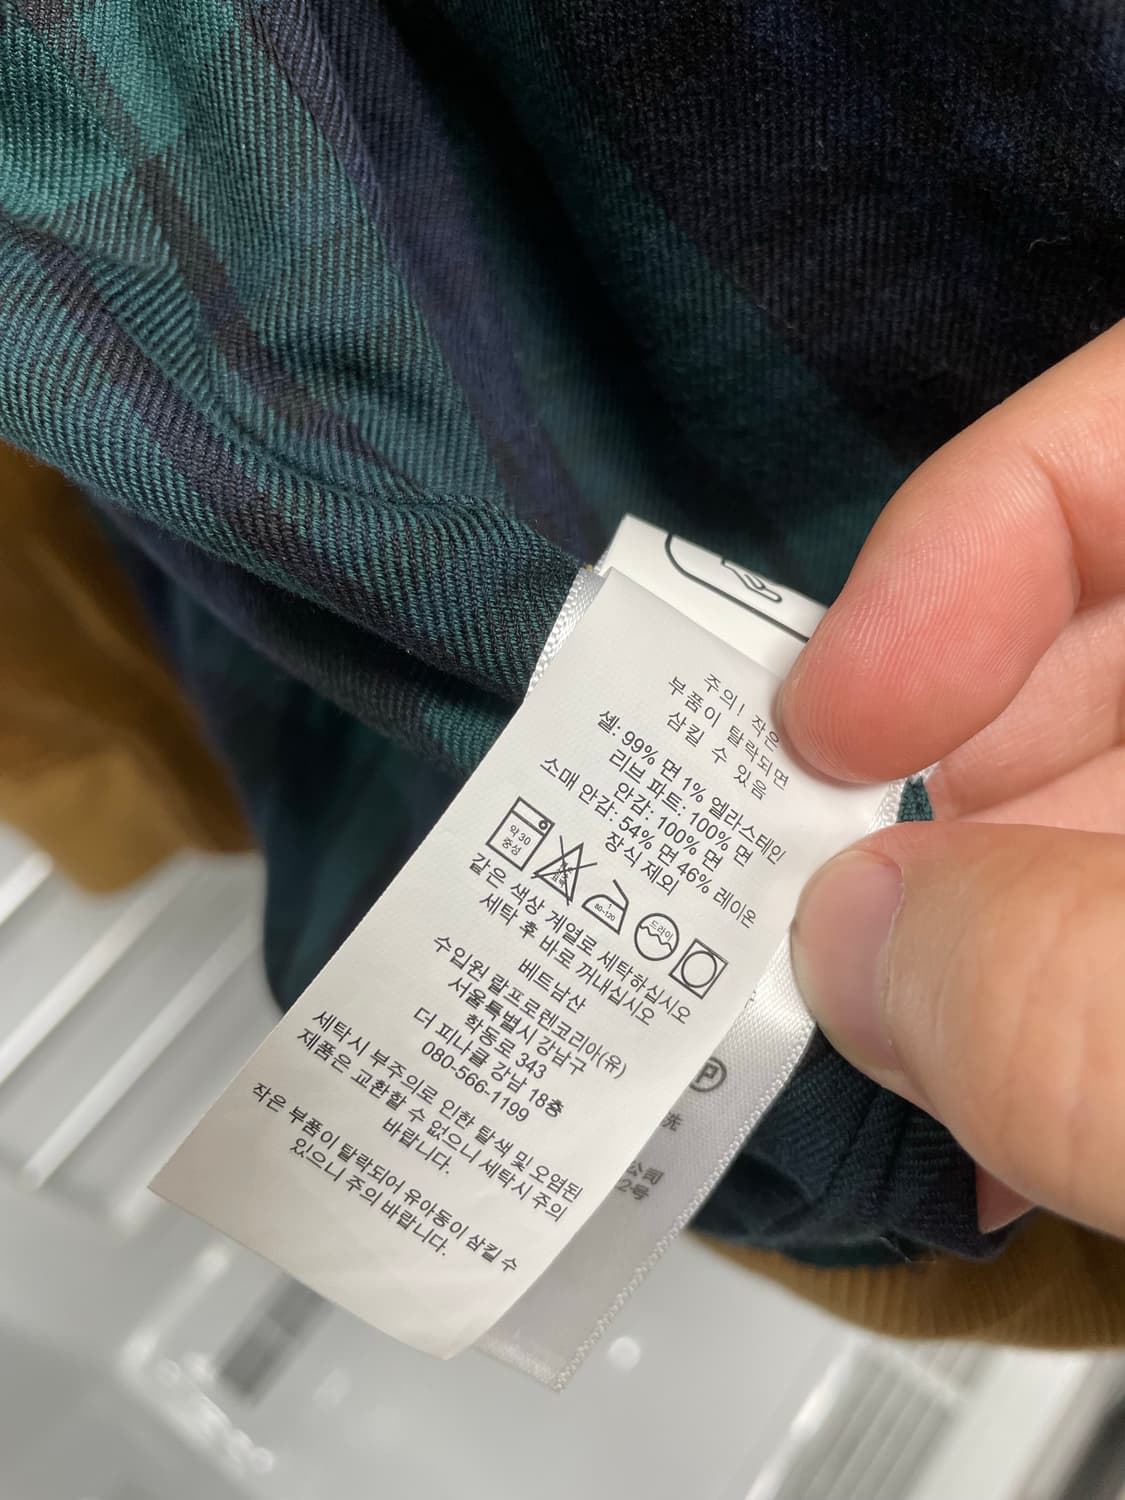 주의! 작은
부품이 탈락되면
삼킬 수 있음
셸: 99% 면 1% 엘라스테인
리브 파트: 100% 면
안감: 100% 면
소매 안감: 54% 면 46% 레이온
장식 제외
약 30
중성
1
80-120
드라이
같은 색상 계열로 세탁하십시오
세탁 후 바로 꺼내십시오
베트남산
수입원 랄프로렌코리아(유)
서울특별시 강남구
학동로 343
더 피나클 강남 18층
080-566-1199
세탁시 부주의로 인한 탈색 및 오염된
제품은 교환할 수 없으니 세탁시 주의
바랍니다.
작은 부품이 탈락되어 유아동이 삼킬 수
있으니 주의 바랍니다.
P
洗
公司
2号